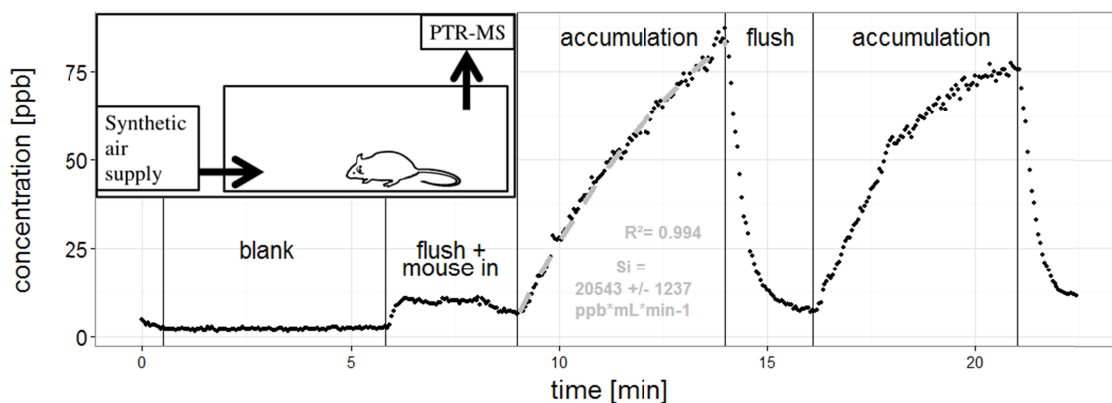 PTR-MS
Synthetic
air
supply
accumulation
flush
accumulation
blank
flush +
mouse in
R²= 0.994
Si =
20543 +/- 1237
ppb*mL*min-1
concentration [ppb]
75
50
25
0
0
5
10
15
20
time [min]